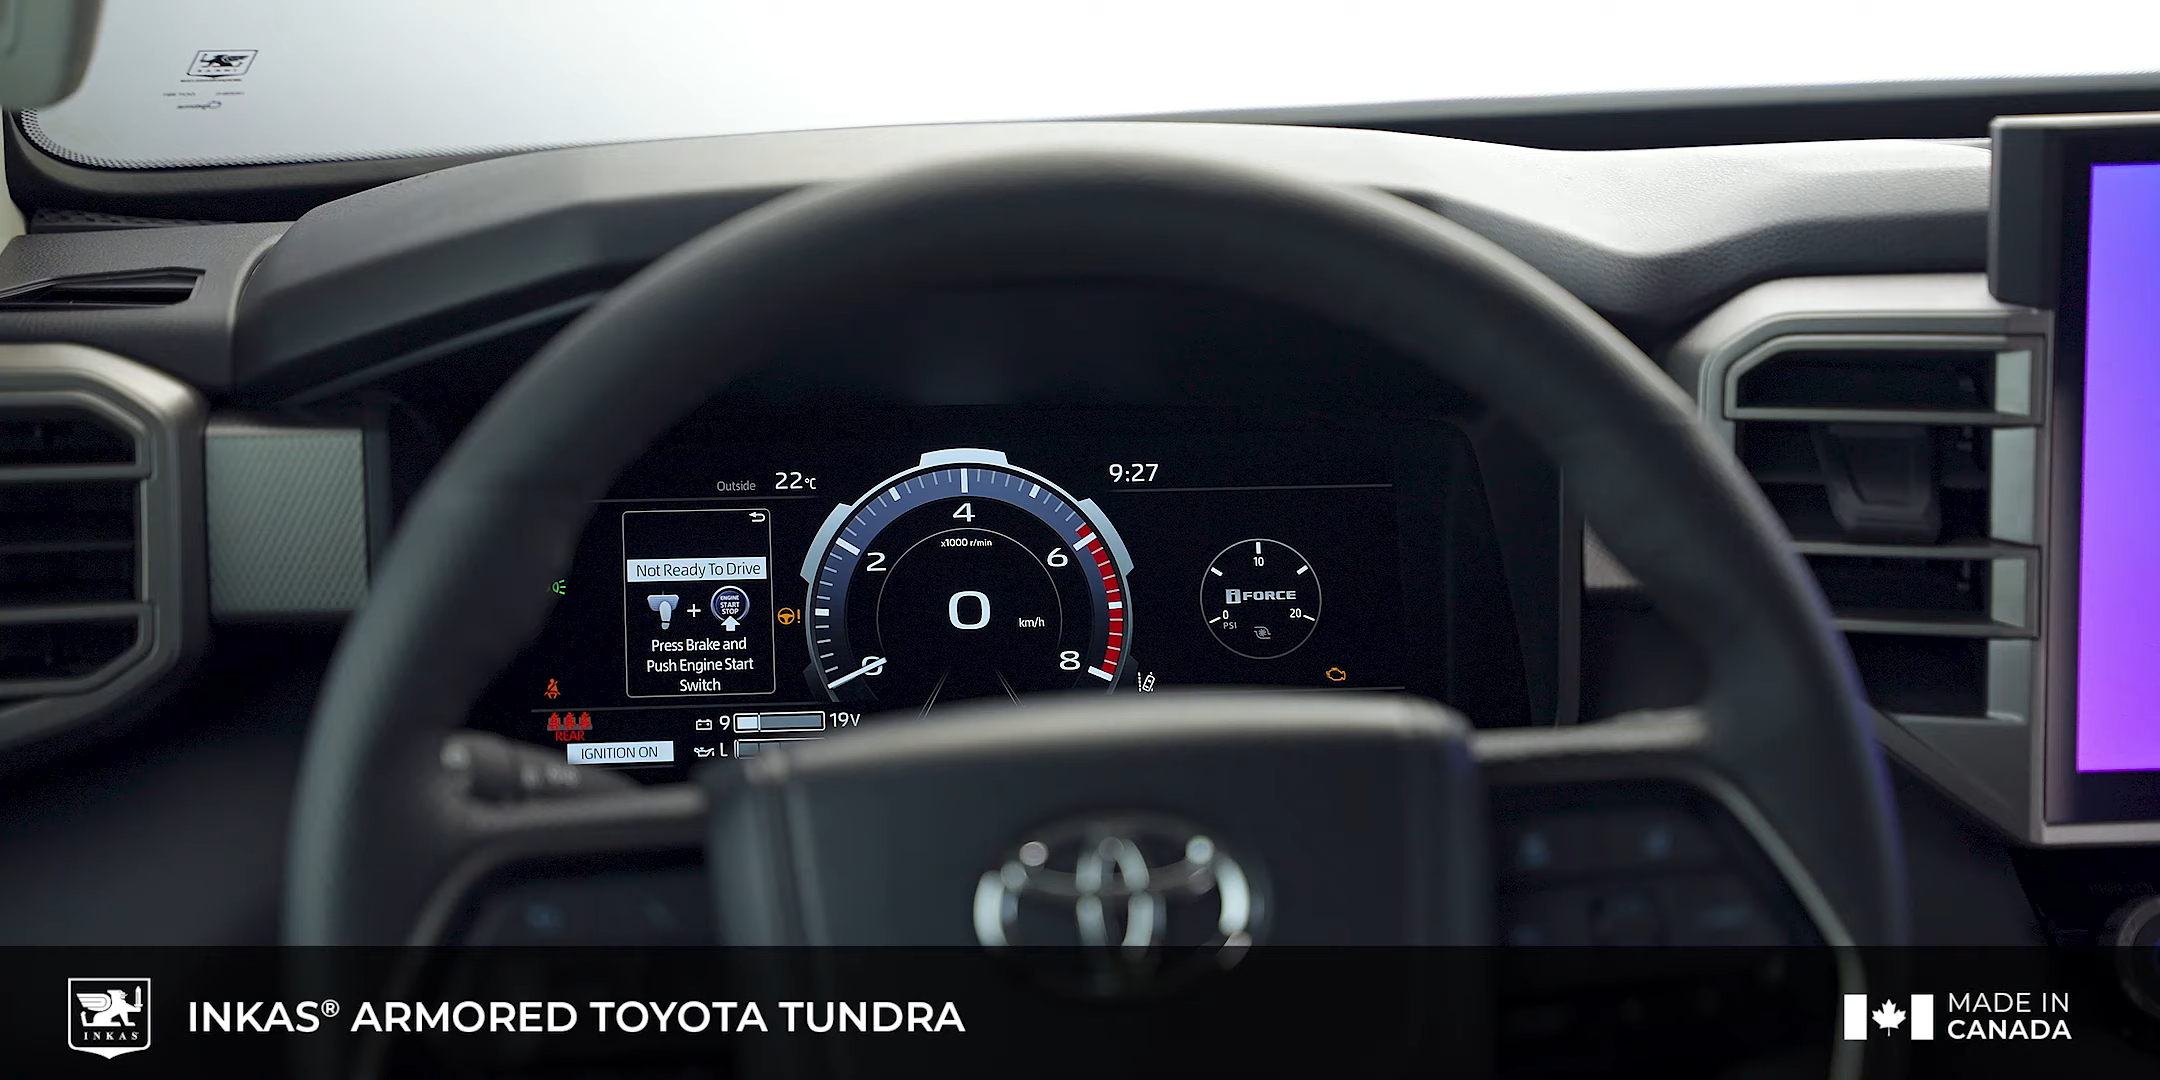 Outside 22°C
9:27
Not Ready To Drive
ENGINE
START
STOP
+
Press Brake and
Push Engine Start
Switch
0
2
4
6
8
x1000 r/min
0 km/h
10
i FORCE
0 20
PSI
REAR
IGNITION ON
9 19V
L
INKAS
INKAS® ARMORED TOYOTA TUNDRA
MADE IN
CANADA